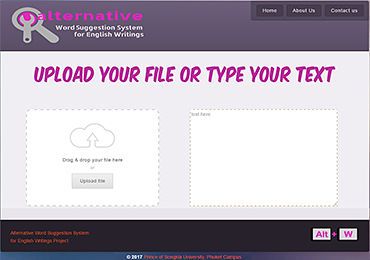 alternative
Word Suggestion System
for English Writings
Home
About Us
Contact us
UPLOAD YOUR FILE OR TYPE YOUR TEXT
Drag & drop your file here
or
Upload file
text here
Alternative Word Suggestion System
for English Writings Project
Alt + W
© 2017 Prince of Songkla University, Phuket Campus